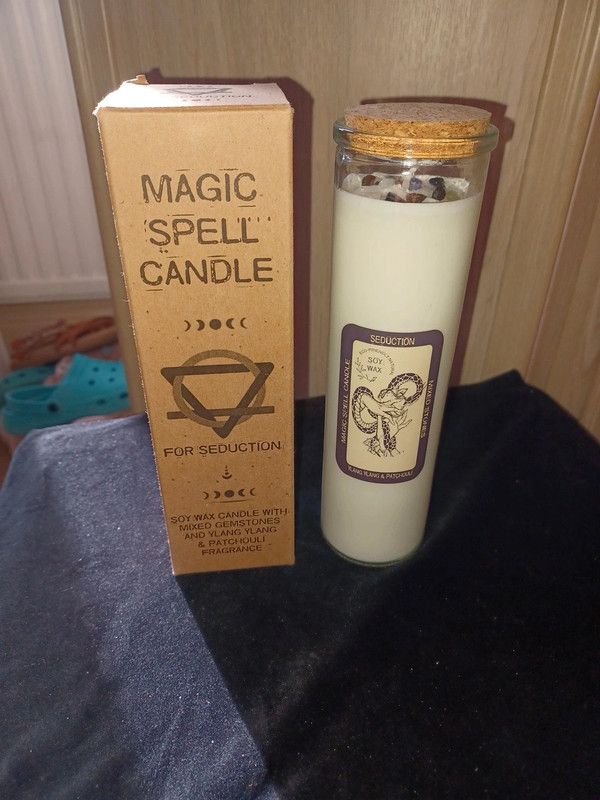 SEDUCTION
MAGIC
SPELL
CANDLE
FOR SEDUCTION
SOY WAX CANDLE WITH
MIXED GEMSTONES
AND YLANG YLANG
& PATCHOULI
FRAGRANCE
SEDUCTION
SOY
WAX
MAGIC SPELL CANDLE
YLANG YLANG & PATCHOULI